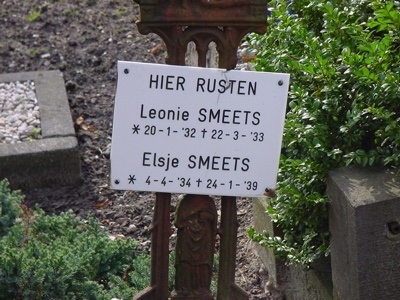 HIER RUSTEN
Leonie SMEETS
* 20-1-'32 † 22-3-'33
Elsje SMEETS
* 4-4-'34 † 24-1-'39